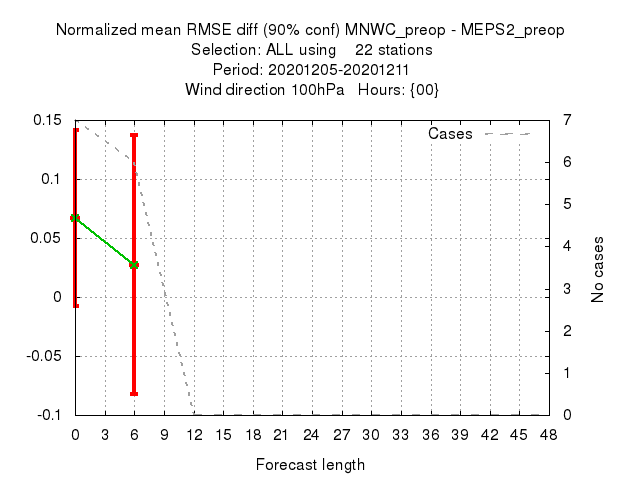 Normalized mean RMSE diff (90% conf) MNWC_preop - MEPS2_preop
Selection: ALL using 22 stations
Period: 20201205-20201211
Wind direction 100hPa Hours: {00}
Cases
0.15
0.1
0.05
0
-0.05
-0.1
7
6
5
4
3
2
1
0
No cases
0 3 6 9 12 15 18 21 24 27 30 33 36 39 42 45 48
Forecast length